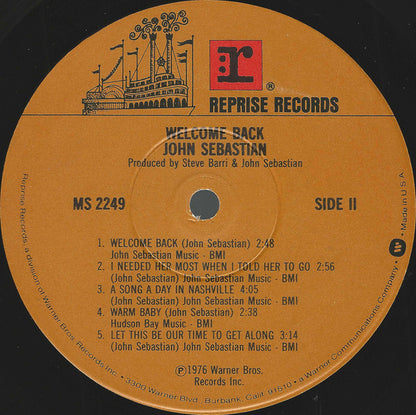 r
®
REPRISE RECORDS
WELCOME BACK
JOHN SEBASTIAN
Produced by Steve Barri & John Sebastian
MS 2249
SIDE II
1. WELCOME BACK (John Sebastian) 2:48
John Sebastian Music - BMI
2. I NEEDED HER MOST WHEN I TOLD HER TO GO 2:56
(John Sebastian) John Sebastian Music - BMI
3. A SONG A DAY IN NASHVILLE 4:05
(John Sebastian) John Sebastian Music - BMI
4. WARM BABY (John Sebastian) 2:38
Hudson Bay Music - BMI
5. LET THIS BE OUR TIME TO GET ALONG 3:14
(John Sebastian) John Sebastian Music - BMI
℗1976 Warner Bros.
Records Inc.
Reprise Records, a division of Warner Bros. Records Inc. • 3300 Warner Blvd., Burbank, Calif. 91510 • a Warner Communications Company • W • Made in U.S.A.